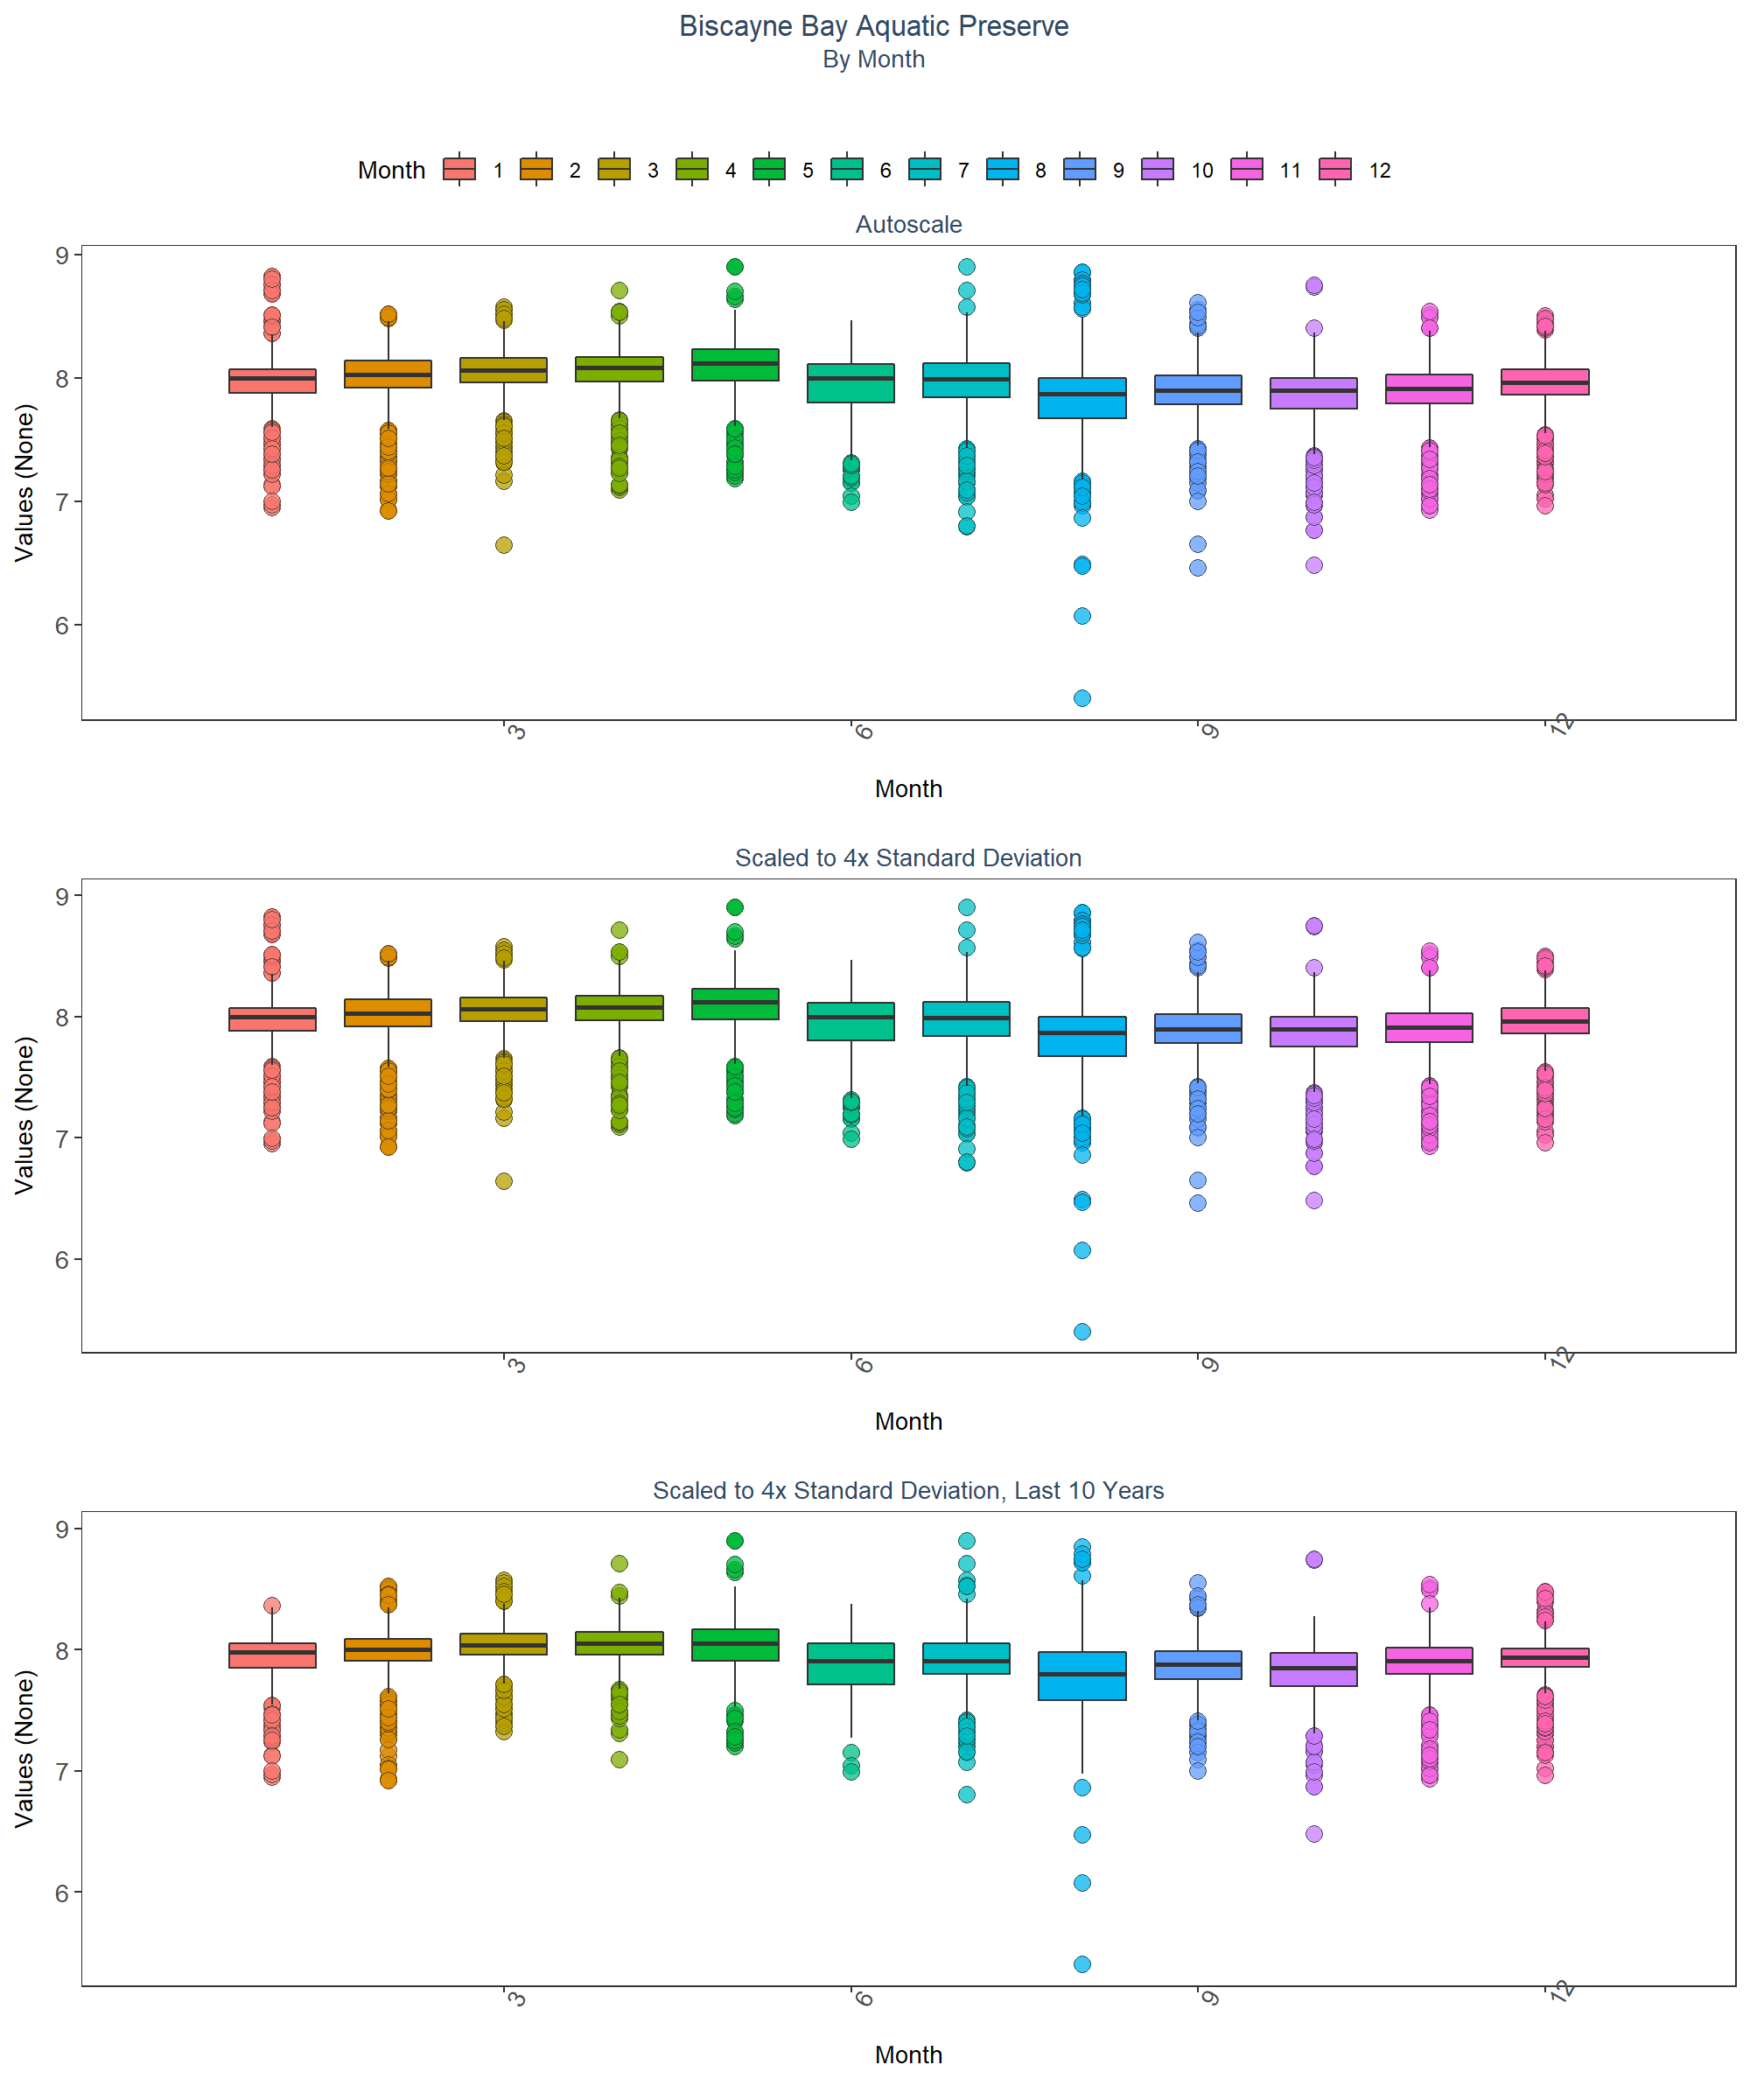 Biscayne Bay Aquatic Preserve
By Month
Month 1 2 3 4 5 6 7 8 9 10 11 12
Autoscale
Values (None)
9
8
7
6
3 6 9 12
Month
Scaled to 4x Standard Deviation
Values (None)
9
8
7
6
3 6 9 12
Month
Scaled to 4x Standard Deviation, Last 10 Years
Values (None)
9
8
7
6
3 6 9 12
Month